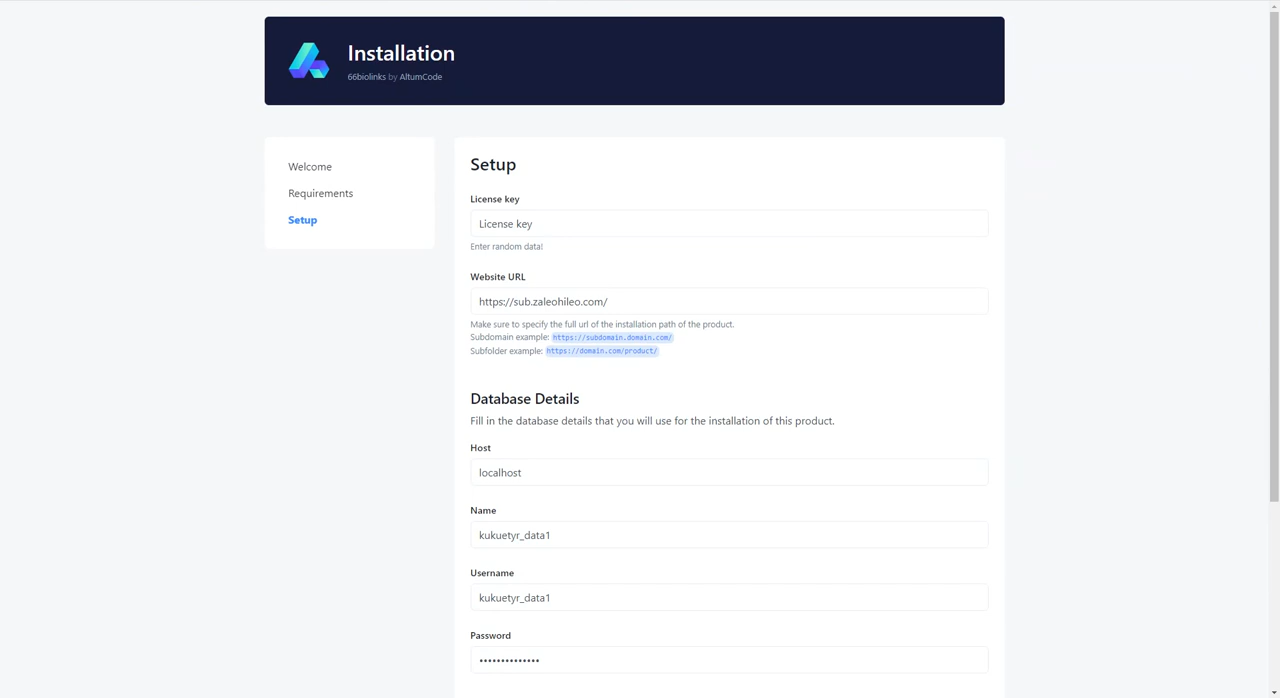 Installation
66biolinks by AltumCode
Welcome
Requirements
Setup
Setup
License key
License key
Enter random data!
Website URL
https://sub.zaleohileo.com/
Make sure to specify the full url of the installation path of the product.
Subdomain example: https://subdomain.domain.com/
Subfolder example: https://domain.com/product/
Database Details
Fill in the database details that you will use for the installation of this product.
Host
localhost
Name
kukuetyr_data1
Username
kukuetyr_data1
Password
••••••••••••••